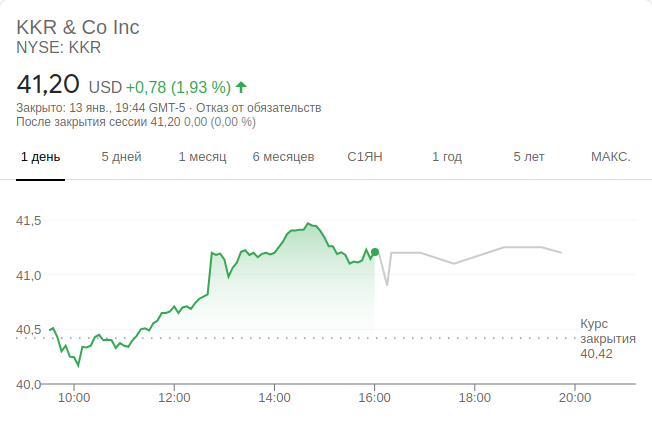 KKR & Co Inc
NYSE: KKR
41,20 USD +0,78 (1,93 %)
Закрыто: 13 янв., 19:44 GMT-5 · Отказ от обязательств
После закрытия сессии 41,20 0,00 (0,00 %)
1 день 5 дней 1 месяц 6 месяцев С1ЯН 1 год 5 лет МАКС.
41,5
41,0
40,5
40,0
Курс
закрытия
40,42
10:00 12:00 14:00 16:00 18:00 20:00